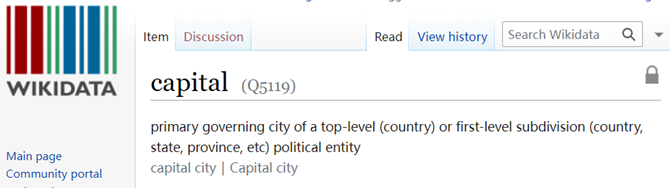 Item Discussion Read View history Search Wikidata
WIKIDATA
capital (Q5119)
primary governing city of a top-level (country) or first-level subdivision (country,
state, province, etc) political entity
Main page
capital city | Capital city
Community portal